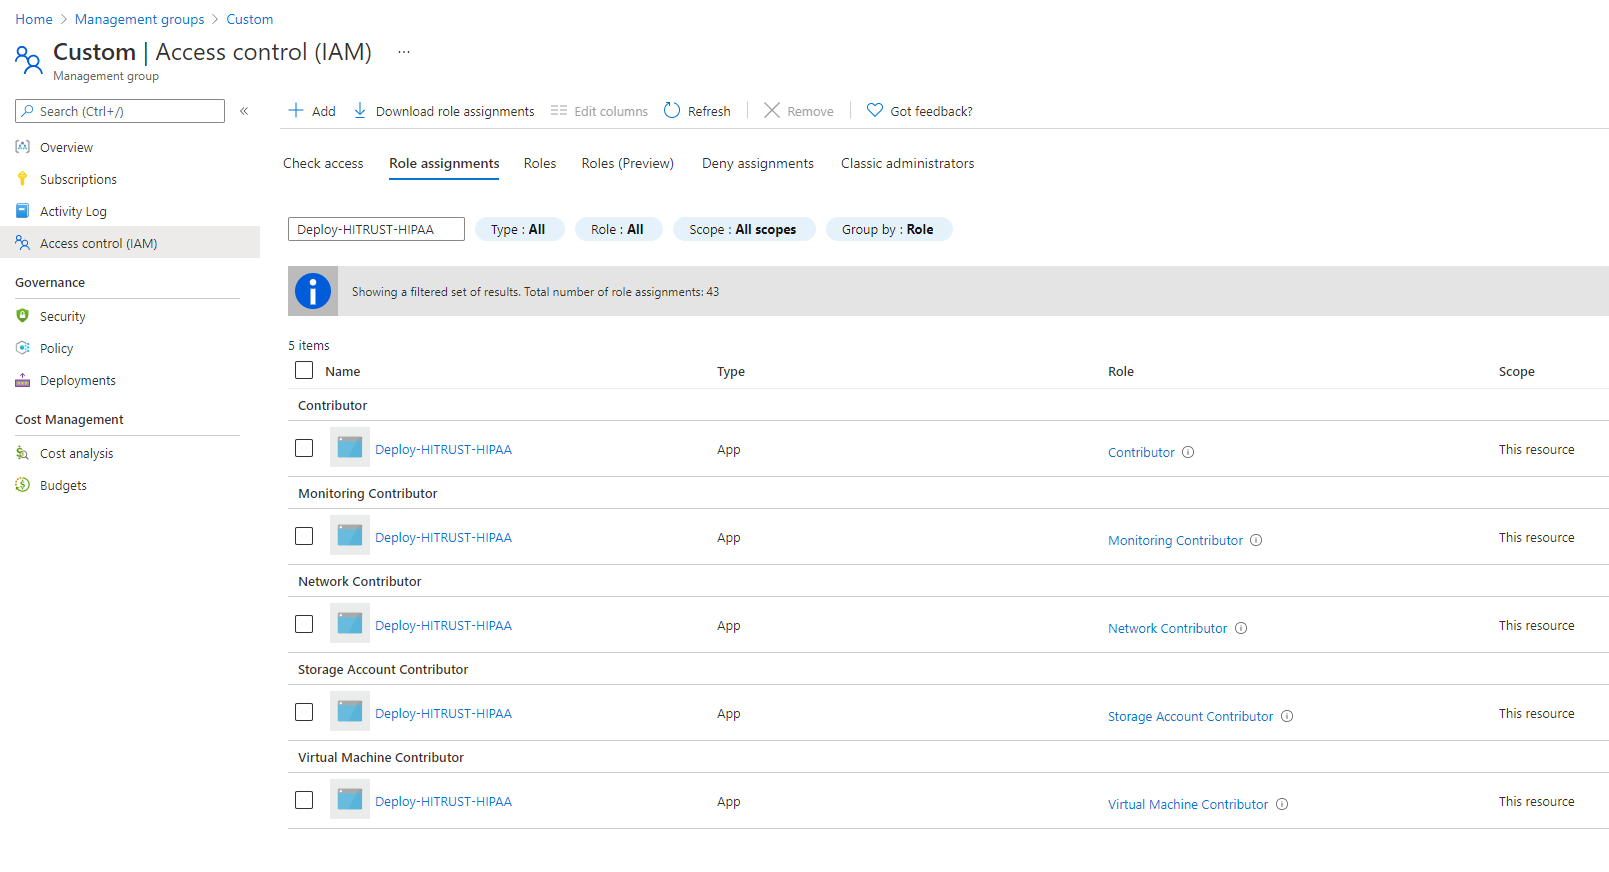 Home > Management groups > Custom
Custom | Access control (IAM) ...
Management group
Search (Ctrl+/) «
Overview
Subscriptions
Activity Log
Access control (IAM)
Governance
Security
Policy
Deployments
Cost Management
Cost analysis
Budgets
Add Download role assignments Edit columns Refresh Remove Got feedback?
Check access Role assignments Roles Roles (Preview) Deny assignments Classic administrators
Deploy-HITRUST-HIPAA Type : All Role : All Scope : All scopes Group by : Role
Showing a filtered set of results. Total number of role assignments: 43
5 items
Name Type Role Scope
Contributor
Deploy-HITRUST-HIPAA App Contributor This resource
Monitoring Contributor
Deploy-HITRUST-HIPAA App Monitoring Contributor This resource
Network Contributor
Deploy-HITRUST-HIPAA App Network Contributor This resource
Storage Account Contributor
Deploy-HITRUST-HIPAA App Storage Account Contributor This resource
Virtual Machine Contributor
Deploy-HITRUST-HIPAA App Virtual Machine Contributor This resource